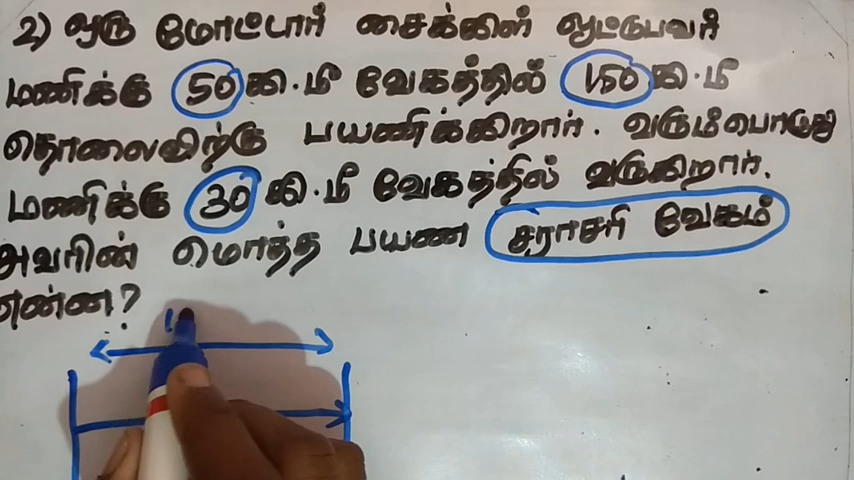 2) ஒரு மோட்டார் சைக்கிள் ஓட்டுபவர்
மணிக்கு 50 கி.மீ வேகத்தில் 150 கி.மீ
தொலைவிற்கு பயணிக்கிறார். வரும்பொழுது
மணிக்கு 30 கி.மீ வேகத்தில் வருகிறார்.
அவரின் மொத்த பயண சராசரி வேகம்
என்ன?